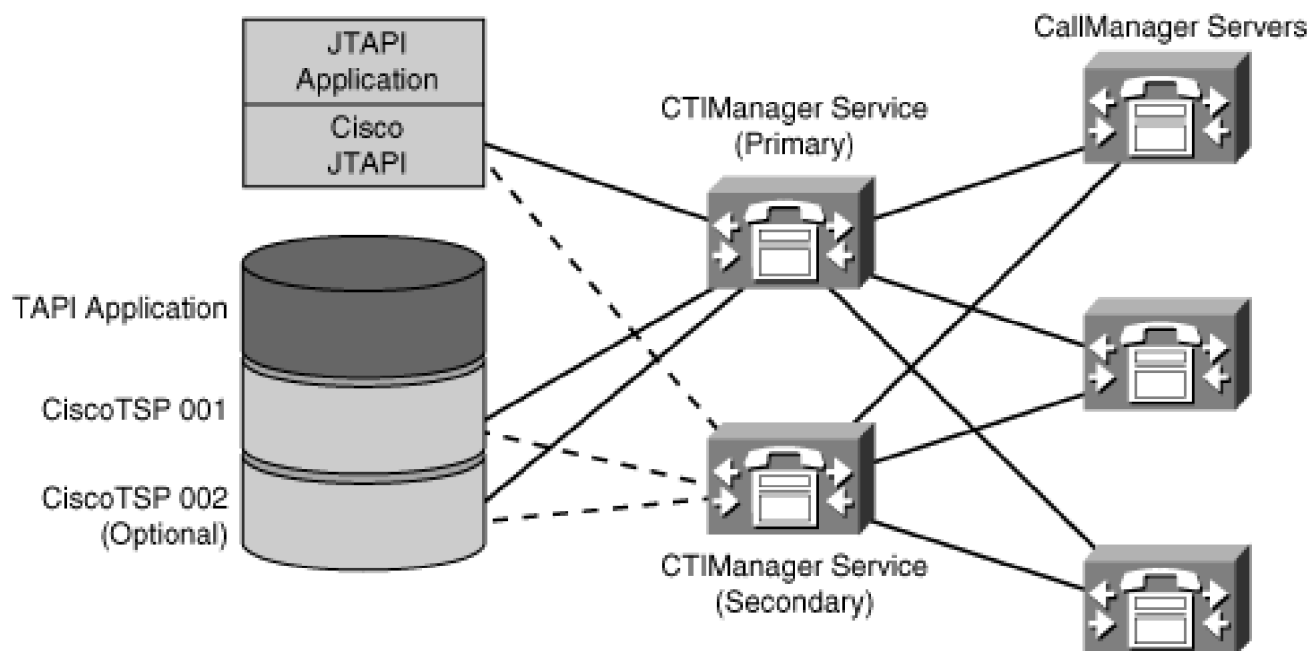 JTAPI
Application
Cisco
JTAPI
CallManager Servers
CTIManager Service
(Primary)
TAPI Application
CiscoTSP 001
CiscoTSP 002
(Optional)
CTIManager Service
(Secondary)